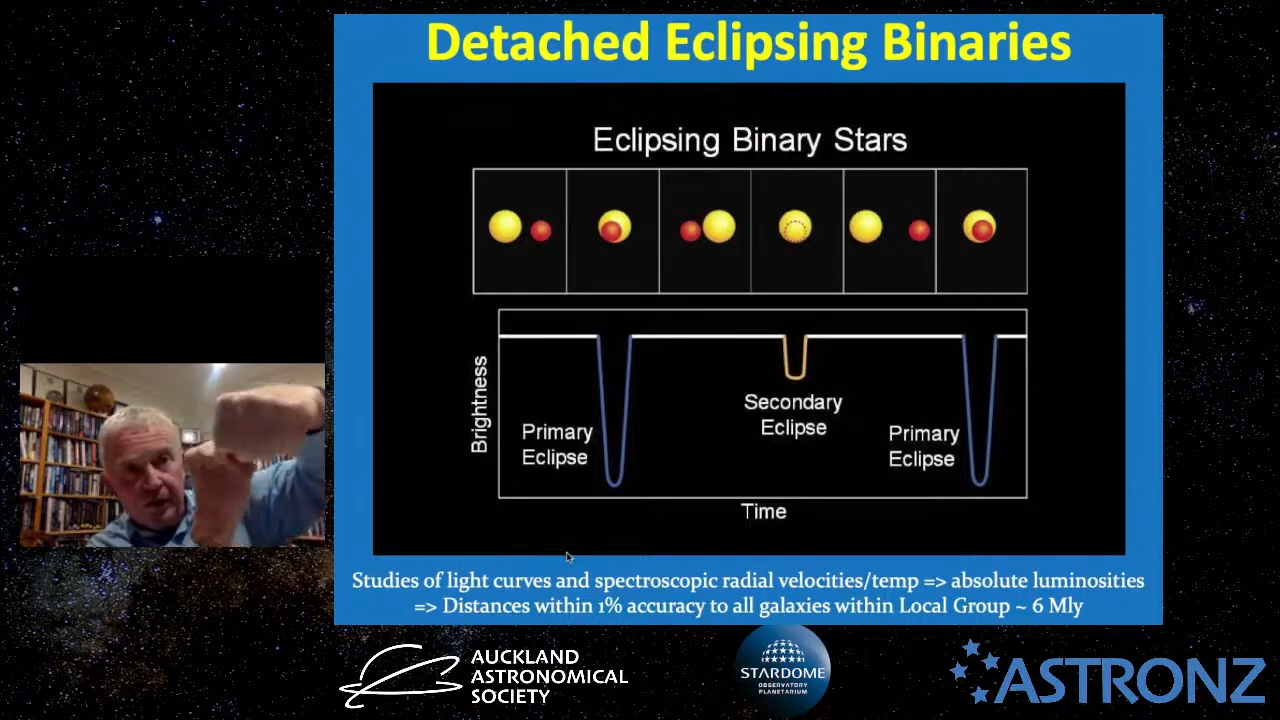 Detached Eclipsing Binaries
Eclipsing Binary Stars
Brightness
Primary
Eclipse
Secondary
Eclipse
Primary
Eclipse
Time
Studies of light curves and spectroscopic radial velocities/temp => absolute luminosities
=> Distances within 1% accuracy to all galaxies within Local Group ~ 6 Mly
AUCKLAND
ASTRONOMICAL
SOCIETY
STARDOME
OBSERVATORY
PLANETARIUM
ASTRONZ